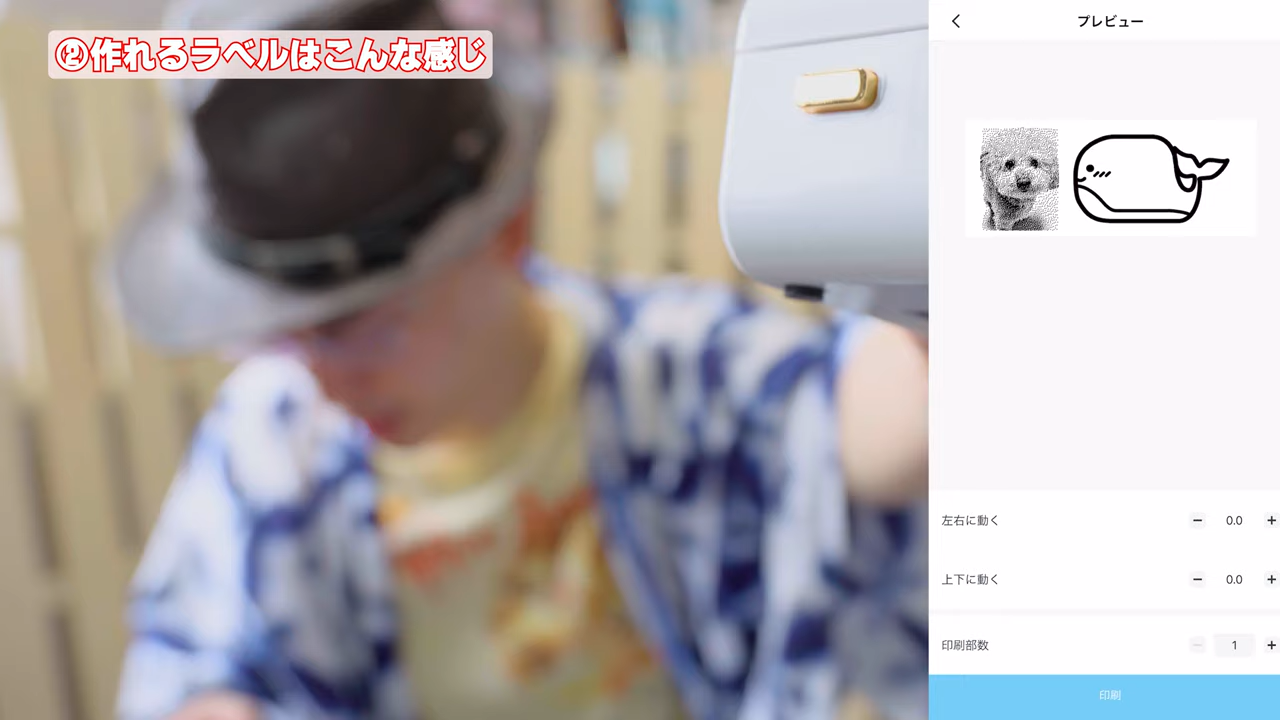 ②作れるラベルはこんな感じ
プレビュー
左右に動く
− 0.0 +
上下に動く
− 0.0 +
印刷部数
− 1 +
印刷